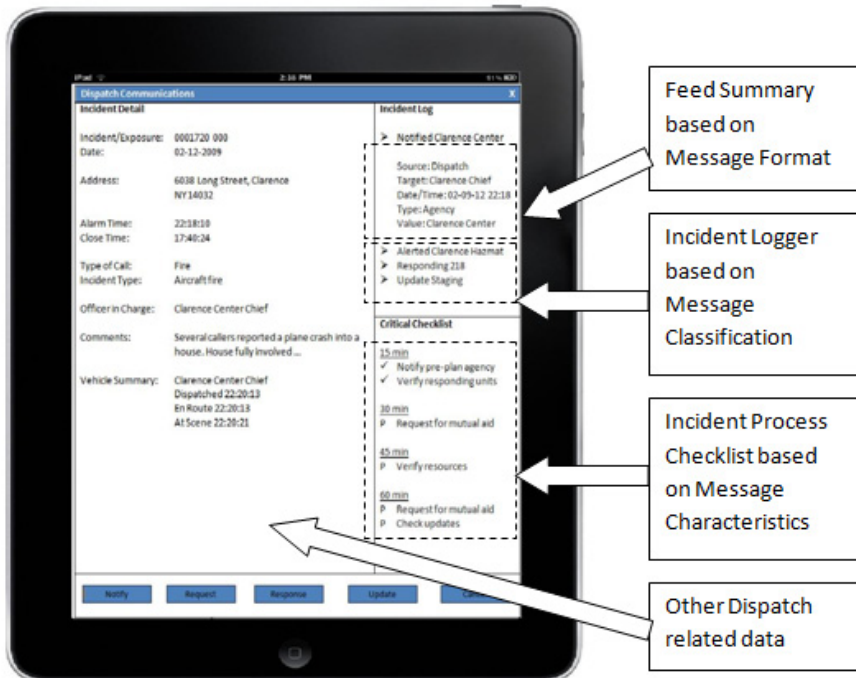 iPad
2:36 PM
Dispatch Communications X
Incident Detail
Incident/Exposure: 0001720 000
Date: 02-12-2009
Address: 6038 Long Street, Clarence
NY 14032
Alarm Time: 22:18:10
Close Time: 17:40:24
Type of Call: Fire
Incident Type: Aircraft fire
Officer in Charge: Clarence Center Chief
Comments: Several callers reported a plane crash into a
house. House fully involved ...
Vehicle Summary: Clarence Center Chief
Dispatched 22:20:13
En Route 22:20:13
At Scene 22:20:21
Incident Log
➤ Notified Clarence Center
Source: Dispatch
Target: Clarence Chief
Date/Time: 02-09-12 22:18
Type: Agency
Value: Clarence Center
➤ Alerted Clarence Hazmat
➤ Responding 218
➤ Update Staging
Critical Checklist
15 min
✓ Notify pre-plan agency
✓ Verify responding units
30 min
P Request for mutual aid
45 min
P Verify resources
60 min
P Request for mutual aid
P Check updates
Notify Request Response Update
Feed Summary
based on
Message Format
Incident Logger
based on
Message
Classification
Incident Process
Checklist based
on Message
Characteristics
Other Dispatch
related data